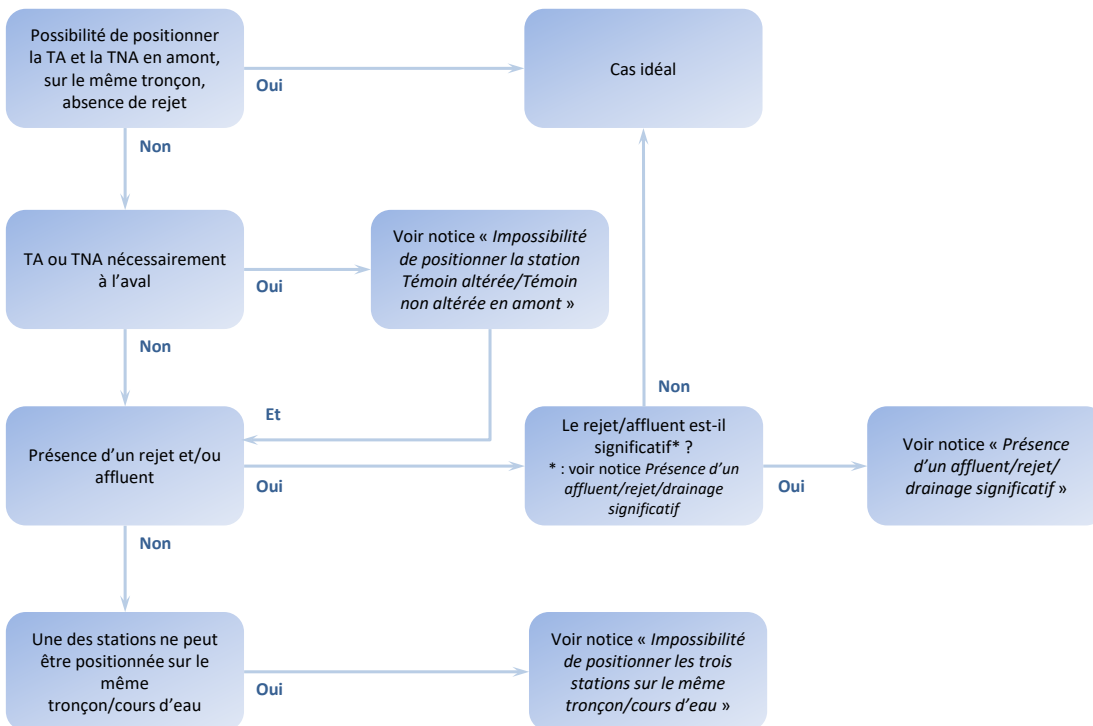 Possibilité de positionner
la TA et la TNA en amont,
sur le même tronçon,
absence de rejet
Oui
Cas idéal
Non
TA ou TNA nécessairement
à l’aval
Oui
Voir notice « Impossibilité
de positionner la station
Témoin altérée/Témoin
non altérée en amont »
Non
Et
Non
Présence d’un rejet et/ou
affluent
Oui
Le rejet/affluent est-il
significatif* ?
* : voir notice Présence d’un
affluent/rejet/drainage
significatif
Oui
Voir notice « Présence
d’un affluent/rejet/
drainage significatif »
Non
Une des stations ne peut
être positionnée sur le
même
tronçon/cours d’eau
Oui
Voir notice « Impossibilité
de positionner les trois
stations sur le même
tronçon/cours d’eau »